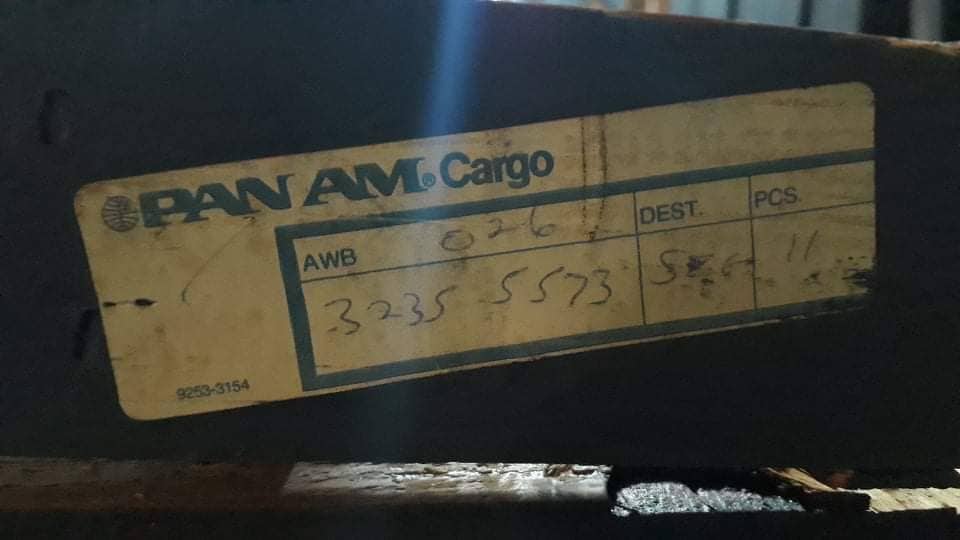 PAN AM® Cargo
AWB 026 DEST. PCS.
3235 5573 11
9253-3154